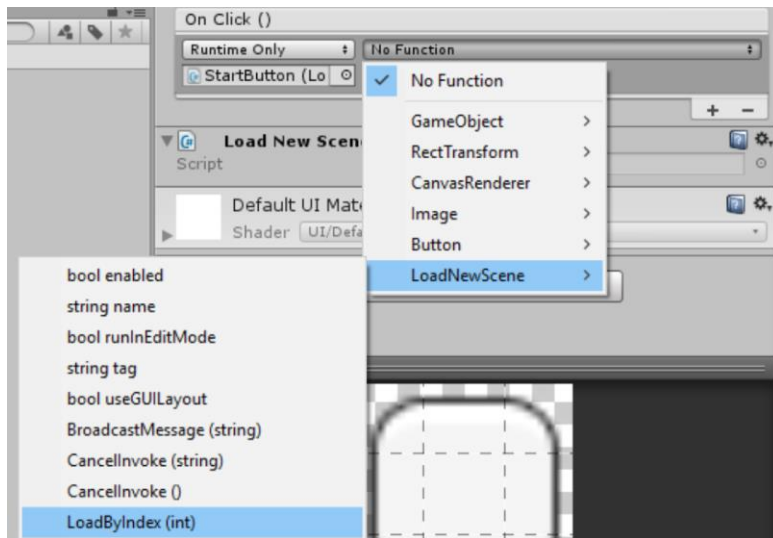 On Click ()
Runtime Only
No Function
StartButton (Lo
No Function
GameObject
RectTransform
CanvasRenderer
Image
Button
LoadNewScene
+ -
Load New Scen
Script
Default UI Mat
Shader UI/Defa
bool enabled
string name
bool runInEditMode
string tag
bool useGUILayout
BroadcastMessage (string)
CancelInvoke (string)
CancelInvoke ()
LoadByIndex (int)